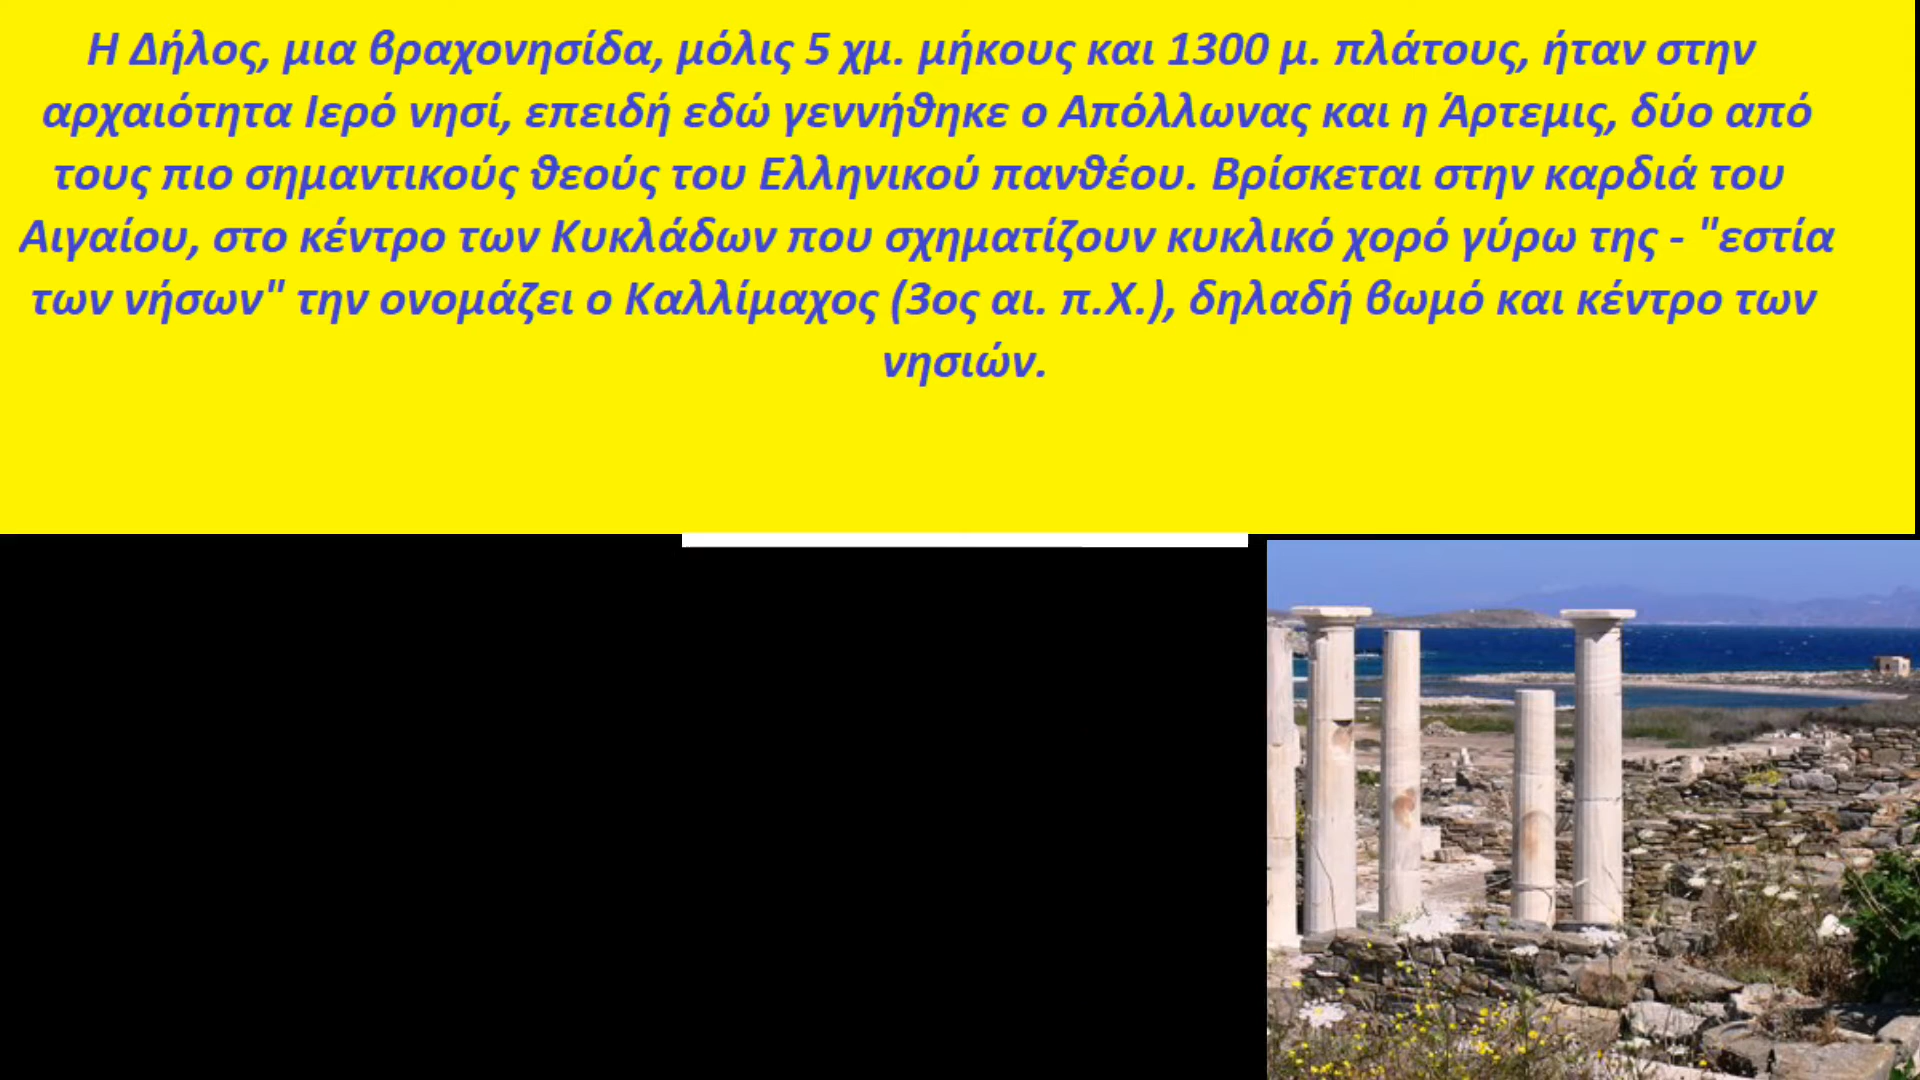 Η Δήλος, μια βραχονησίδα, μόλις 5 χμ. μήκους και 1300 μ. πλάτους, ήταν στην
αρχαιότητα Ιερό νησί, επειδή εδώ γεννήθηκε ο Απόλλωνας και η Άρτεμις, δύο από
τους πιο σημαντικούς θεούς του Ελληνικού πανθέου. Βρίσκεται στην καρδιά του
Αιγαίου, στο κέντρο των Κυκλάδων που σχηματίζουν κυκλικό χορό γύρω της - "εστία
των νήσων" την ονομάζει ο Καλλίμαχος (3ος αι. π.Χ.), δηλαδή βωμό και κέντρο των
νησιών.